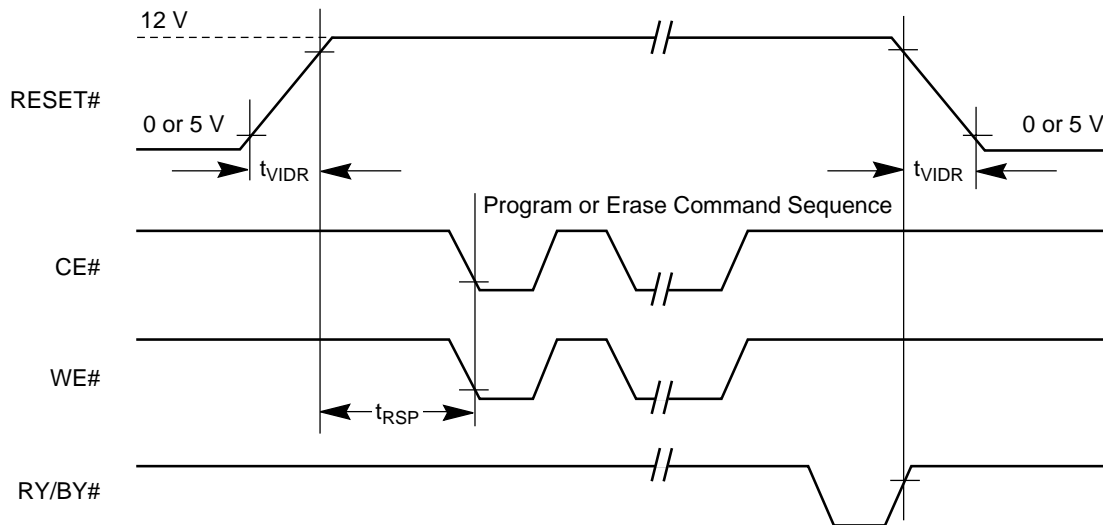 12 V
RESET#
0 or 5 V
0 or 5 V
tVIDR
tVIDR
Program or Erase Command Sequence
CE#
WE#
tRSP
RY/BY#